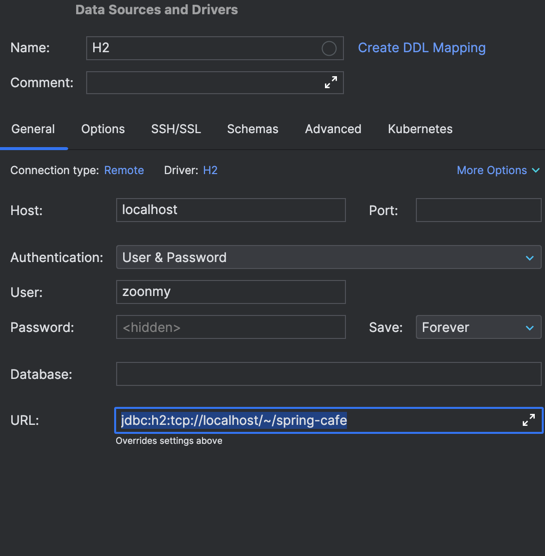 Data Sources and Drivers
Name: H2 Create DDL Mapping
Comment:
General Options SSH/SSL Schemas Advanced Kubernetes
Connection type: Remote Driver: H2 More Options
Host: localhost Port:
Authentication: User & Password
User: zoonmy
Password: <hidden> Save: Forever
Database:
URL: jdbc:h2:tcp://localhost/~/spring-cafe
Overrides settings above